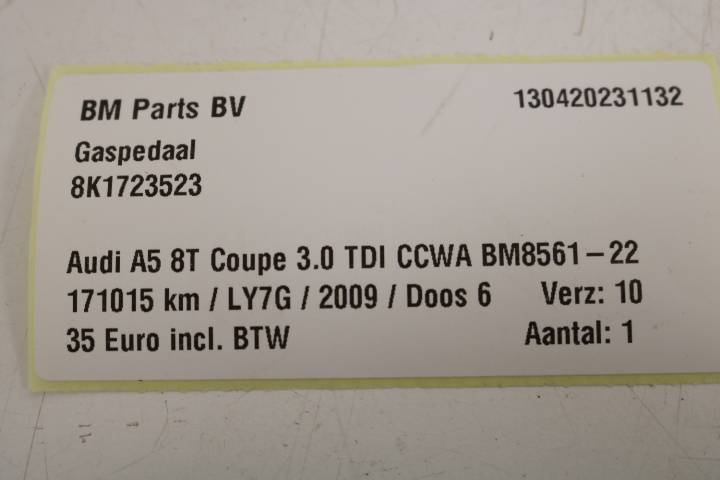 BM Parts BV 130420231132
Gaspedaal
8K1723523
Audi A5 8T Coupe 3.0 TDI CCWA BM8561-22
171015 km / LY7G / 2009 / Doos 6 Verz: 10
35 Euro incl. BTW Aantal: 1